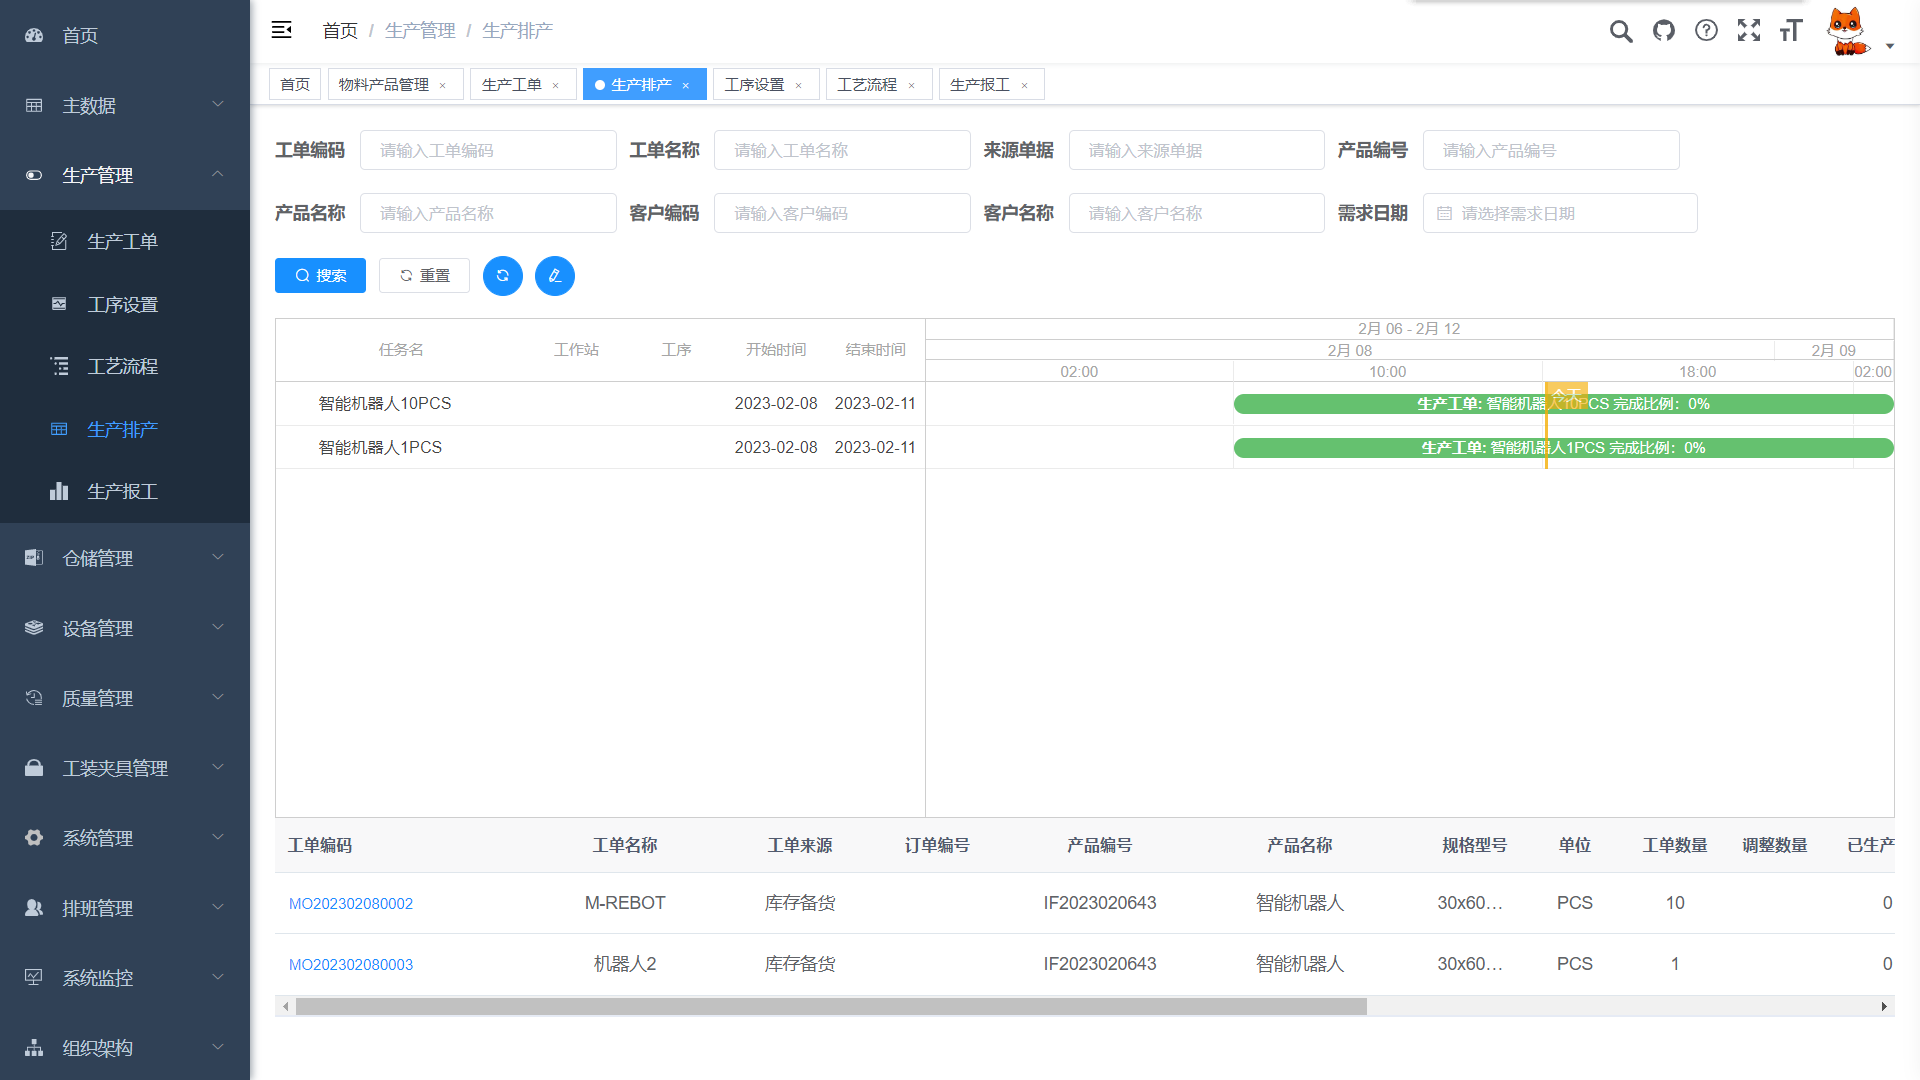 首页
主数据
生产管理
生产工单
工序设置
工艺流程
生产排产
生产报工
仓储管理
设备管理
质量管理
工装夹具管理
系统管理
排班管理
系统监控
组织架构
首页 / 生产管理 / 生产排产
首页 物料产品管理 × 生产工单 × 生产排产 × 工序设置 × 工艺流程 × 生产报工 ×
工单编码 请输入工单编码 工单名称 请输入工单名称 来源单据 请输入来源单据 产品编号 请输入产品编号
产品名称 请输入产品名称 客户编码 请输入客户编码 客户名称 请输入客户名称 需求日期 请选择需求日期
搜索 重置
2月 06 - 2月 12
任务名 工作站 工序 开始时间 结束时间 2月 08 2月 09
02:00 10:00 18:00 02:00
今天
智能机器人10PCS 2023-02-08 2023-02-11 生产工单: 智能机器人10PCS 完成比例：0%
智能机器人1PCS 2023-02-08 2023-02-11 生产工单: 智能机器人1PCS 完成比例：0%
工单编码 工单名称 工单来源 订单编号 产品编号 产品名称 规格型号 单位 工单数量 调整数量 已生产
MO202302080002 M-REBOT 库存备货 IF2023020643 智能机器人 30x60... PCS 10 0
MO202302080003 机器人2 库存备货 IF2023020643 智能机器人 30x60... PCS 1 0